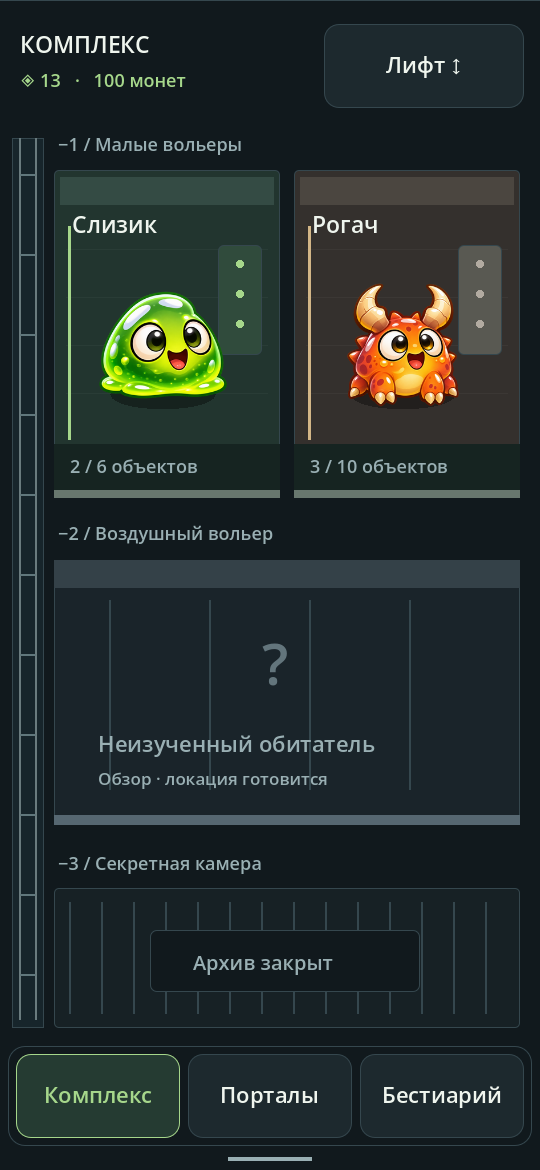 КОМПЛЕКС
Лифт ↕
◈ 13 · 100 монет
−1 / Малые вольеры
Слизик
Рогач
2 / 6 объектов
3 / 10 объектов
−2 / Воздушный вольер
?
Неизученный обитатель
Обзор · локация готовится
−3 / Секретная камера
Архив закрыт
Комплекс
Порталы
Бестиарий